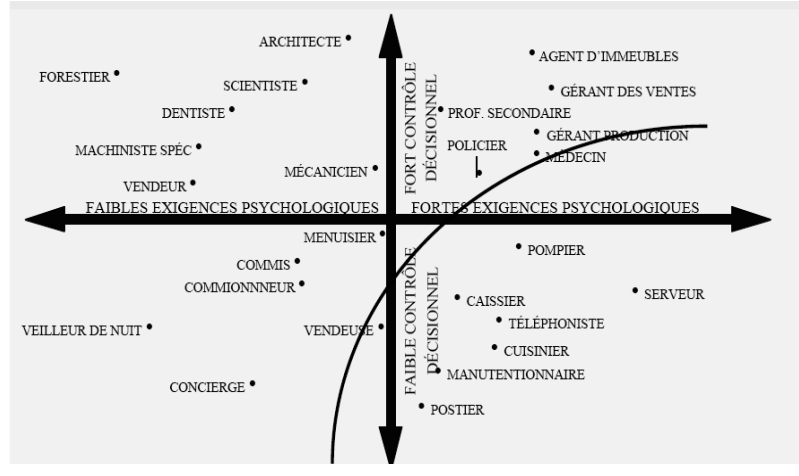 ARCHITECTE
AGENT D'IMMEUBLES
FORESTIER
SCIENTISTE
GÉRANT DES VENTES
DENTISTE
PROF. SECONDAIRE
FORT CONTRÔLE
DÉCISIONNEL
GÉRANT PRODUCTION
MACHINISTE SPÉC
POLICIER
MÉDECIN
MÉCANICIEN
VENDEUR
FAIBLES EXIGENCES PSYCHOLOGIQUES
FORTES EXIGENCES PSYCHOLOGIQUES
MENUISIER
POMPIER
COMMIS
COMMIONNNEUR
SERVEUR
CAISSIER
FAIBLE CONTRÔLE
DÉCISIONNEL
VEILLEUR DE NUIT
VENDEUSE
TÉLÉPHONISTE
CUISINIER
MANUTENTIONNAIRE
CONCIERGE
POSTIER